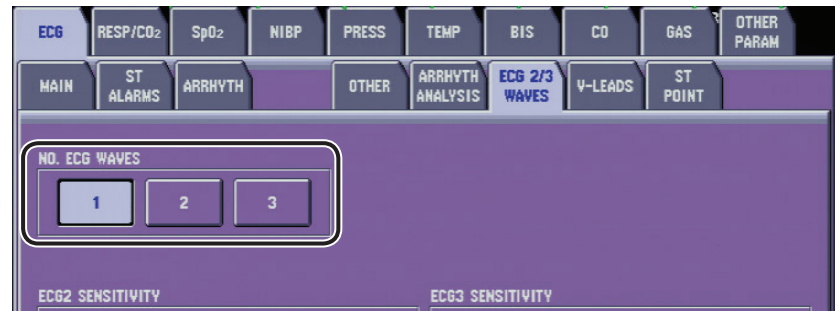 ECG RESP/CO2 SpO2 NIBP PRESS TEMP BIS CO GAS OTHER PARAM
MAIN ST ALARMS ARRHYTH OTHER ARRHYTH ANALYSIS ECG 2/3 WAVES V-LEADS ST POINT
NO. ECG WAVES
1 2 3
ECG2 SENSITIVITY ECG3 SENSITIVITY